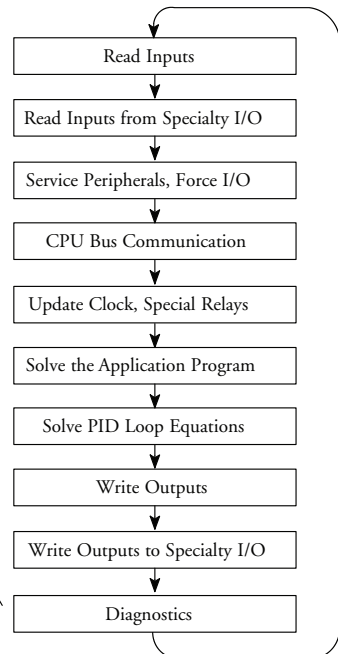 Read Inputs
Read Inputs from Specialty I/O
Service Peripherals, Force I/O
CPU Bus Communication
Update Clock, Special Relays
Solve the Application Program
Solve PID Loop Equations
Write Outputs
Write Outputs to Specialty I/O
Diagnostics